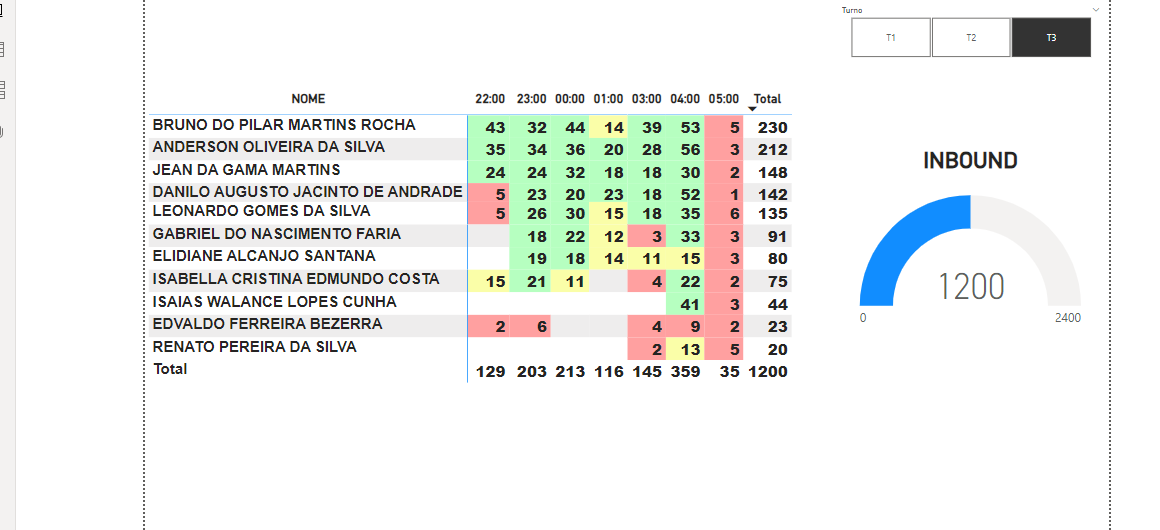 Turno
T1 T2 T3
NOME 22:00 23:00 00:00 01:00 03:00 04:00 05:00 Total
BRUNO DO PILAR MARTINS ROCHA 43 32 44 14 39 53 5 230
ANDERSON OLIVEIRA DA SILVA 35 34 36 20 28 56 3 212
JEAN DA GAMA MARTINS 24 24 32 18 18 30 2 148
DANILO AUGUSTO JACINTO DE ANDRADE 5 23 20 23 18 52 1 142
LEONARDO GOMES DA SILVA 5 26 30 15 18 35 6 135
GABRIEL DO NASCIMENTO FARIA 18 22 12 3 33 3 91
ELIDIANE ALCANJO SANTANA 19 18 14 11 15 3 80
ISABELLA CRISTINA EDMUNDO COSTA 15 21 11 4 22 2 75
ISAIAS WALANCE LOPES CUNHA 41 3 44
EDVALDO FERREIRA BEZERRA 2 6 4 9 2 23
RENATO PEREIRA DA SILVA 2 13 5 20
Total 129 203 213 116 145 359 35 1200
INBOUND
1200
0 2400